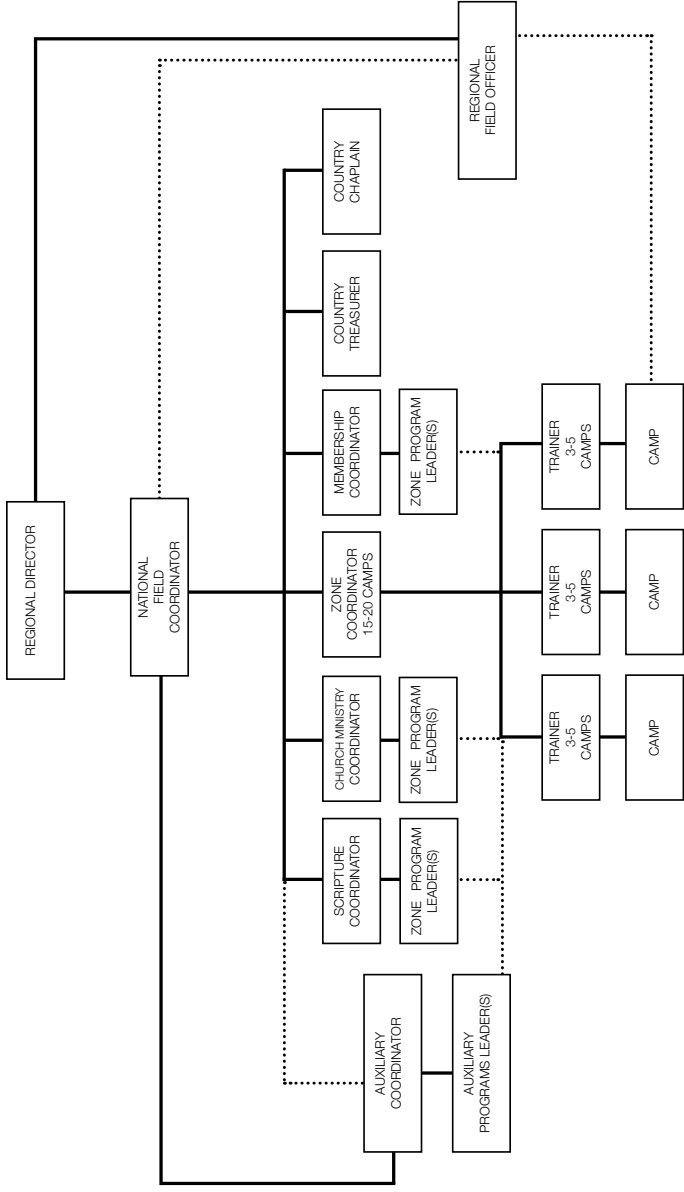 REGIONAL DIRECTOR
NATIONAL
FIELD
COORDINATOR
REGIONAL
FIELD OFFICER
SCRIPTURE
COORDINATOR
CHURCH MINISTRY
COORDINATOR
ZONE
COORDINATOR
15-20 CAMPS
MEMBERSHIP
COORDINATOR
COUNTRY
TREASURER
COUNTRY
CHAPLAIN
AUXILIARY
COORDINATOR
ZONE PROGRAM
LEADER(S)
ZONE PROGRAM
LEADER(S)
ZONE PROGRAM
LEADER(S)
AUXILIARY
PROGRAMS LEADER(S)
TRAINER
3-5
CAMPS
TRAINER
3-5
CAMPS
TRAINER
3-5
CAMPS
CAMP
CAMP
CAMP